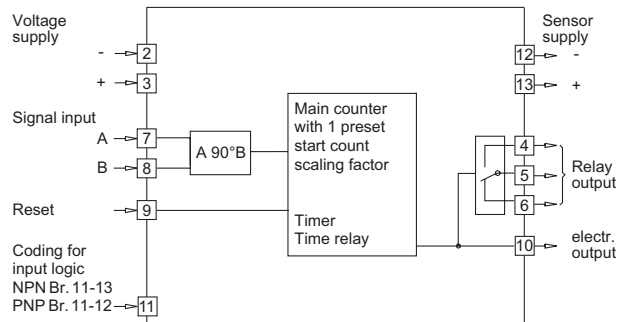 Voltage
supply
- 2
+ 3
Signal input
A 7
B 8
Reset 9
Coding for
input logic
NPN Br. 11-13
PNP Br. 11-12 11
A 90°B
Main counter
with 1 preset
start count
scaling factor
Timer
Time relay
Sensor
supply
12 -
13 +
4
5
6
Relay
output
10
electr.
output